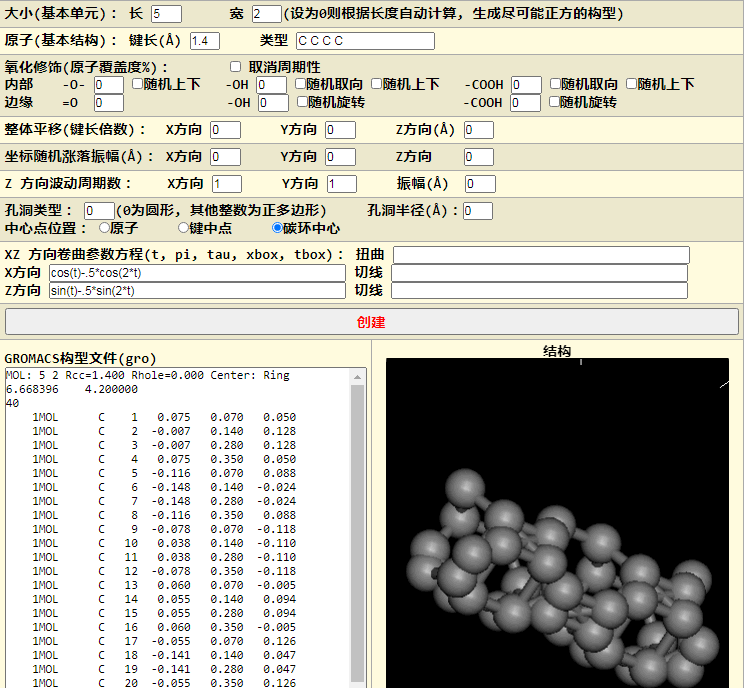 大小(基本单元): 长 5 宽 2 (设为0则根据长度自动计算, 生成尽可能正方的构型)
原子(基本结构): 键长(Å) 1.4 类型 C C C C
氧化修饰(原子覆盖度%): 取消周期性
内部 -O- 0 随机上下 -OH 0 随机取向 随机上下 -COOH 0 随机取向 随机上下
边缘 =O 0 -OH 0 随机旋转 -COOH 0 随机旋转
整体平移(键长倍数): X方向 0 Y方向 0 Z方向(Å) 0
坐标随机涨落振幅(Å): X方向 0 Y方向 0 Z方向 0
Z 方向波动周期数: X方向 1 Y方向 1 振幅(Å) 0
孔洞类型: 0 (0为圆形, 其他整数为正多边形) 孔洞半径(Å): 0
中心点位置: 原子 键中点 碳环中心
XZ 方向卷曲参数方程(t, pi, tau, xbox, tbox): 扭曲
X方向 cos(t)-.5*cos(2*t) 切线
Z方向 sin(t)-.5*sin(2*t) 切线
创建
GROMACS构型文件(gro)
MOL: 5 2 Rcc=1.400 Rhole=0.000 Center: Ring
6.668396 4.200000
40
1MOL C 1 0.075 0.070 0.050
1MOL C 2 -0.007 0.140 0.128
1MOL C 3 -0.007 0.280 0.128
1MOL C 4 0.075 0.350 0.050
1MOL C 5 -0.116 0.070 0.088
1MOL C 6 -0.148 0.140 -0.024
1MOL C 7 -0.148 0.280 -0.024
1MOL C 8 -0.116 0.350 0.088
1MOL C 9 -0.078 0.070 -0.118
1MOL C 10 0.038 0.140 -0.110
1MOL C 11 0.038 0.280 -0.110
1MOL C 12 -0.078 0.350 -0.118
1MOL C 13 0.060 0.070 -0.005
1MOL C 14 0.055 0.140 0.094
1MOL C 15 0.055 0.280 0.094
1MOL C 16 0.060 0.350 -0.005
1MOL C 17 -0.055 0.070 0.126
1MOL C 18 -0.141 0.140 0.047
1MOL C 19 -0.141 0.280 0.047
1MOL C 20 -0.055 0.350 0.126
结构